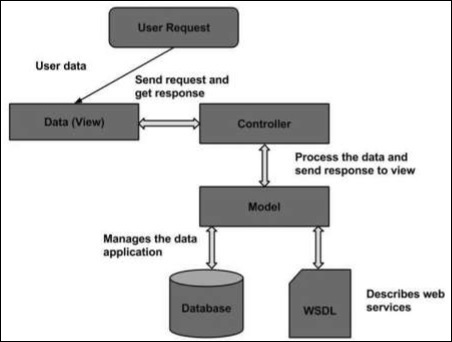 User Request
User data
Send request and
get response
Data (View)
Controller
Process the data and
send response to view
Model
Manages the data
application
Database
WSDL
Describes web
services